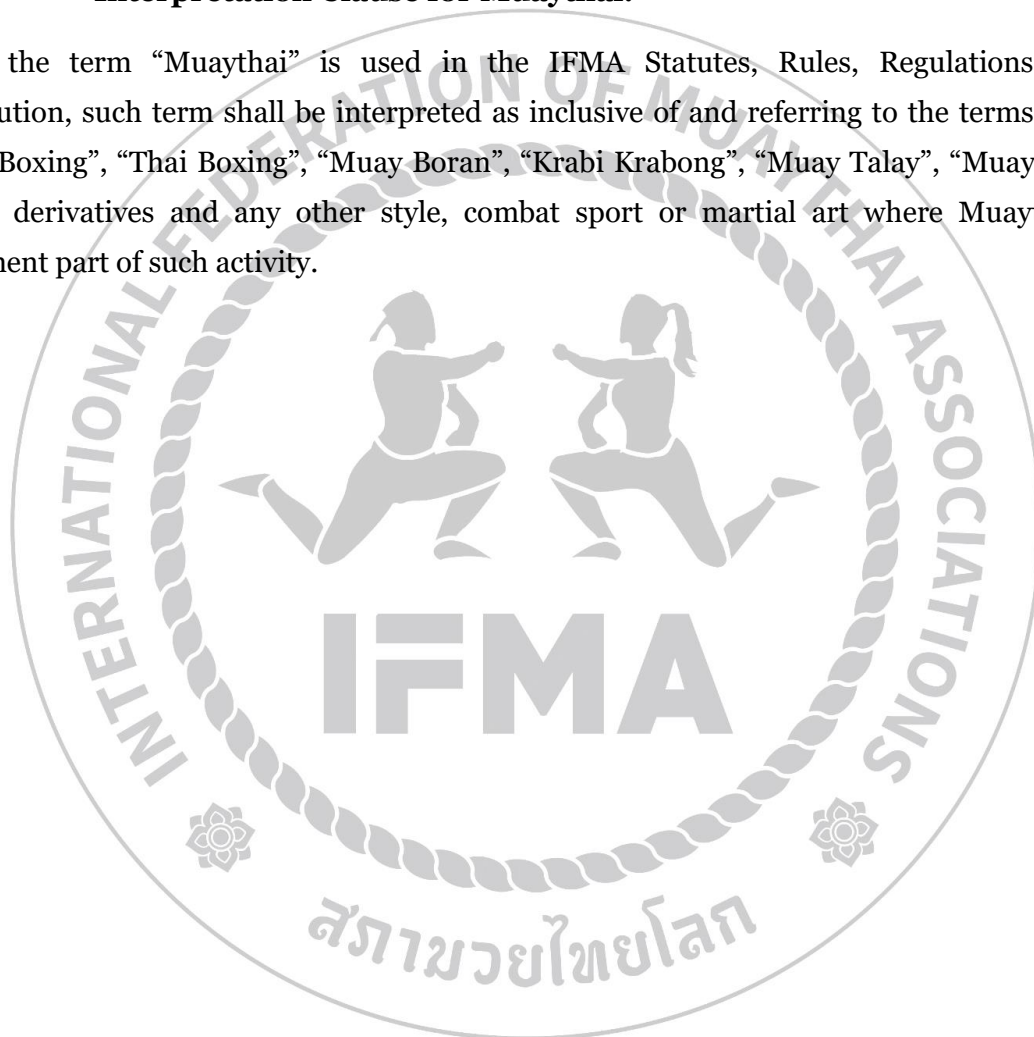 Interpretation Clause for Muaythai.
the term “Muaythai” is used in the IFMA Statutes, Rules, Regulations
ution, such term shall be interpreted as inclusive of and referring to the terms
Boxing”, “Thai Boxing”, “Muay Boran”, “Krabi Krabong”, “Muay Talay”, “Muay
derivatives and any other style, combat sport or martial art where Muay
nent part of such activity.
INTERNATIONAL FEDERATION OF MUAYTHAI ASSOCIATIONS
IFMA
สภามวยไทยโลก